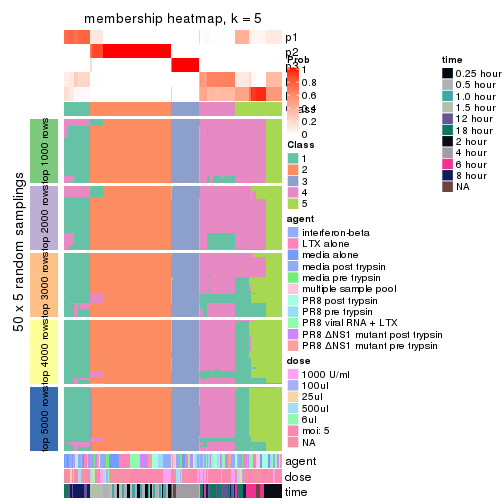 membership heatmap, k = 5
p1
p2
p3
Prob
1
0.8
0.6
0.4
0.2
0
Class
1
2
3
4
5
agent
interferon-beta
LTX alone
media alone
media post trypsin
media pre trypsin
multiple sample pool
PR8 post trypsin
PR8 pre trypsin
PR8 viral RNA + LTX
PR8 ΔNS1 mutant post trypsin
PR8 ΔNS1 mutant pre trypsin
dose
1000 U/ml
100ul
25ul
500ul
6ul
moi: 5
NA
time
0.25 hour
0.5 hour
10 hour
1.5 hour
12 hour
18 hour
2 hour
4 hour
6 hour
8 hour
NA
50 x 5 random samplings
top 1000 rows
top 2000 rows
top 3000 rows
top 4000 rows
top 5000 rows
agent
dose
time